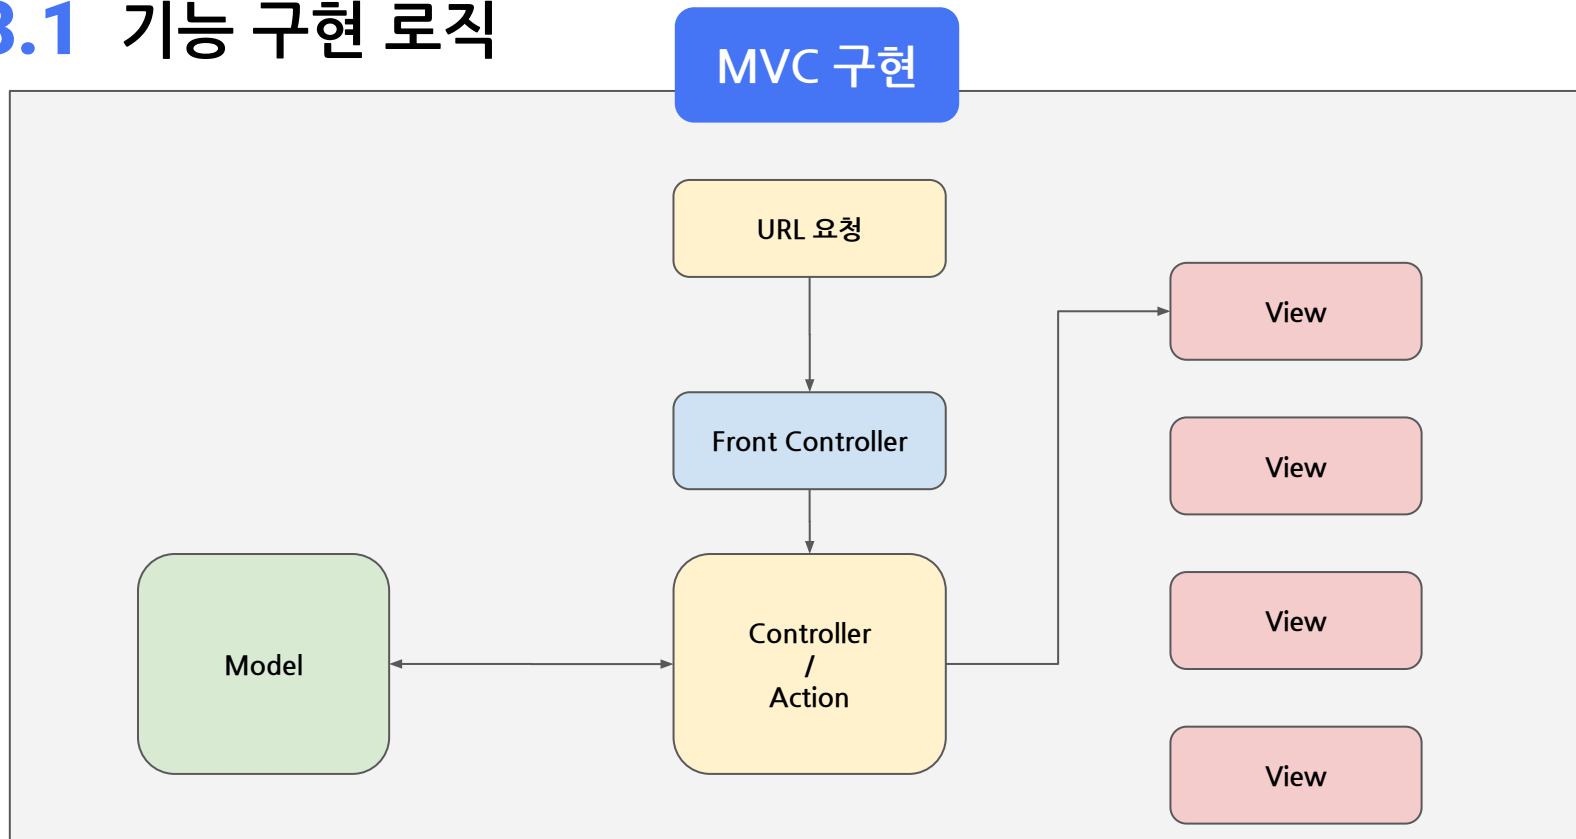 3.1 기능 구현 로직
MVC 구현
URL 요청
View
Front Controller
View
Controller
/
Action
Model
View
View